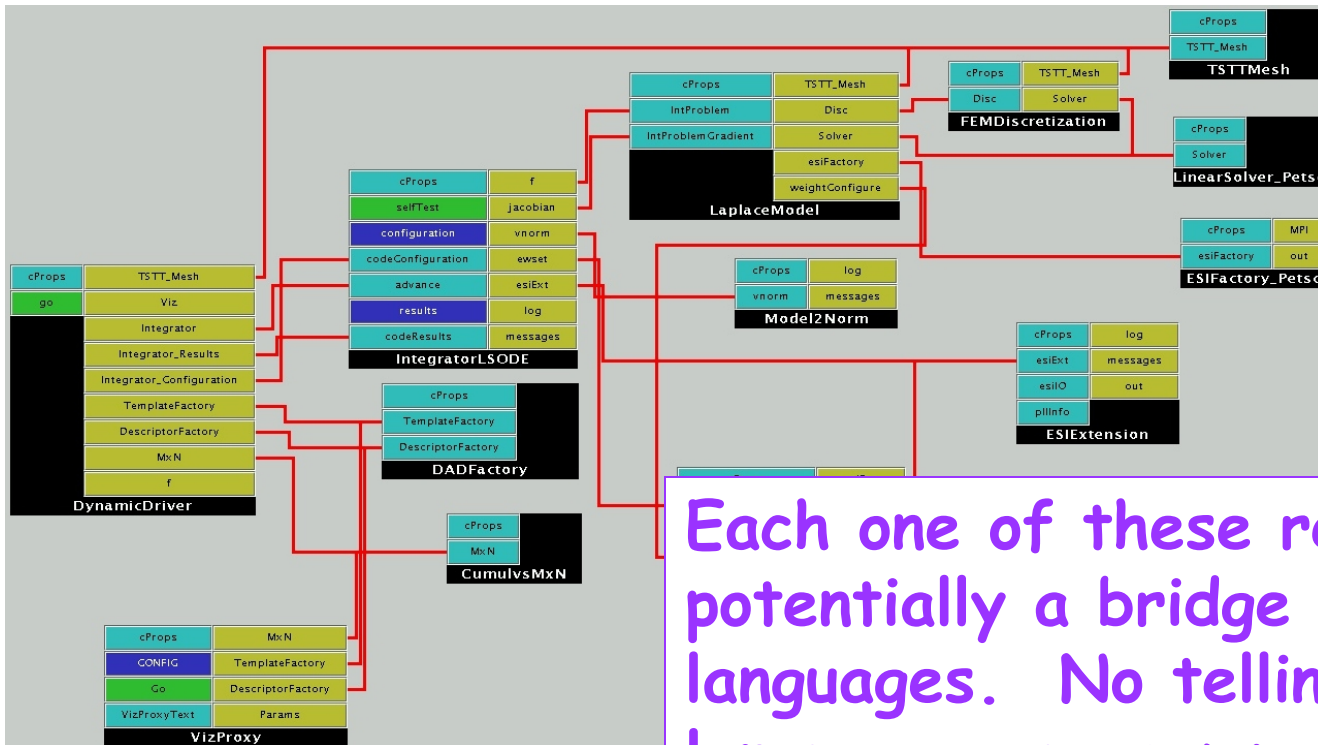 cProps
TSTT_Mesh
TSTTMesh
cProps TSTT_Mesh
IntProblem Disc
IntProblemGradient Solver
esiFactory
weightConfigure
LaplaceModel
cProps TSTT_Mesh
Disc Solver
FEMDiscretization
cProps
Solver
LinearSolver_Petsc
cProps f
selfTest jacobian
configuration vnorm
codeConfiguration ewset
advance esiExt
results log
codeResults messages
IntegratorLSODE
cProps MPI
esiFactory out
ESIFactory_Petsc
cProps TSTT_Mesh
go Viz
Integrator
Integrator_Results
Integrator_Configuration
TemplateFactory
DescriptorFactory
MxN
f
DynamicDriver
cProps log
vnorm messages
Model2Norm
cProps log
esiExt messages
esiIO out
pllInfo
ESIExtension
cProps
TemplateFactory
DescriptorFactory
DADFactory
cProps
MxN
CumulvsMxN
cProps MxN
CONFIG TemplateFactory
Go DescriptorFactory
VizProxyText Params
VizProxy
Each one of these
potentially a bridge
languages. No